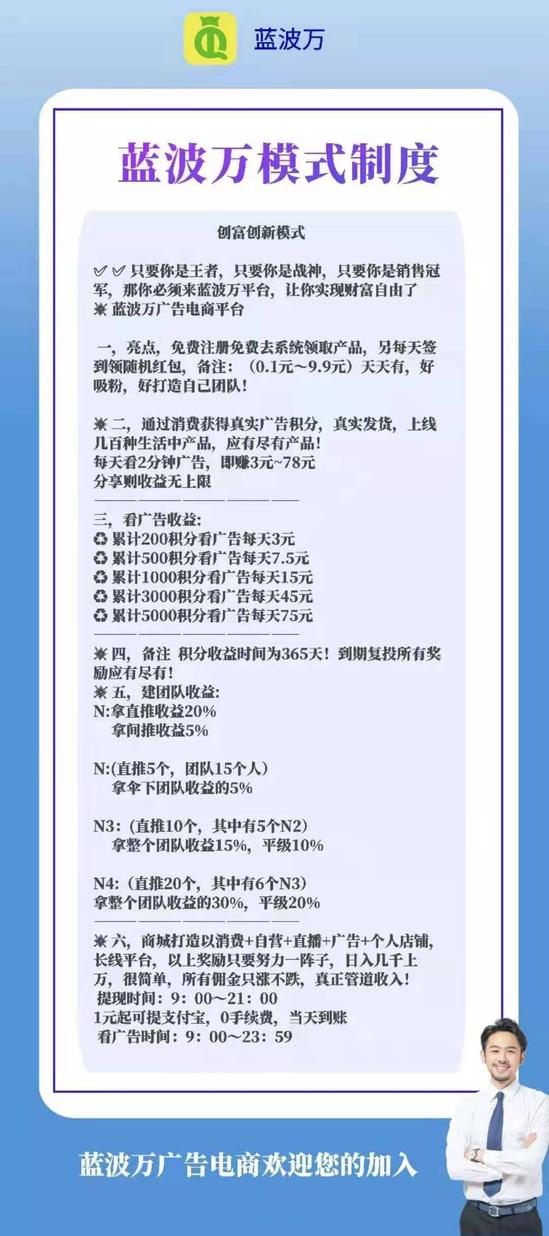 蓝波万
蓝波万模式制度
创富创新模式
✅ ✅ 只要你是王者，只要你是战神，只要你是销售冠
军，那你必须来蓝波万平台，让你实现财富自由了
☀ 蓝波万广告电商平台
一，亮点，免费注册免费去系统领取产品，另每天签
到领随机红包，备注：（0.1元～9.9元）天天有，好
吸粉，好打造自己团队！
☀ 二，通过消费获得真实广告积分，真实发货，上线
几百种生活中产品，应有尽有产品！
每天看2分钟广告，即赚3元~78元
分享则收益无上限
——————————————
三，看广告收益:
♻ 累计200积分看广告每天3元
♻ 累计500积分看广告每天7.5元
♻ 累计1000积分看广告每天15元
♻ 累计3000积分看广告每天45元
♻ 累计5000积分看广告每天75元
——————————————
☀ 四，备注 积分收益时间为365天！到期复投所有奖
励应有尽有！
☀ 五，建团队收益:
N:拿直推收益20%
拿间推收益5%
N:(直推5个，团队15个人）
拿伞下团队收益的5%
N3：(直推10个，其中有5个N2）
拿整个团队收益15%，平级10%
N4:（直推20个，其中有6个N3）
拿整个团队收益的30%，平级20%
——————————————
☀ 六，商城打造以消费+自营+直播+广告+个人店铺，
长线平台，以上奖励只要努力一阵子，日入几千上
万，很简单，所有佣金只涨不跌，真正管道收入！
提现时间：9：00～21：00
1元起可提支付宝，0手续费，当天到账
看广告时间：9：00～23：59
蓝波万广告电商欢迎您的加入